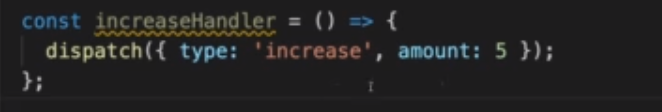 const increaseHandler = () => {
dispatch({ type: 'increase', amount: 5 });
};